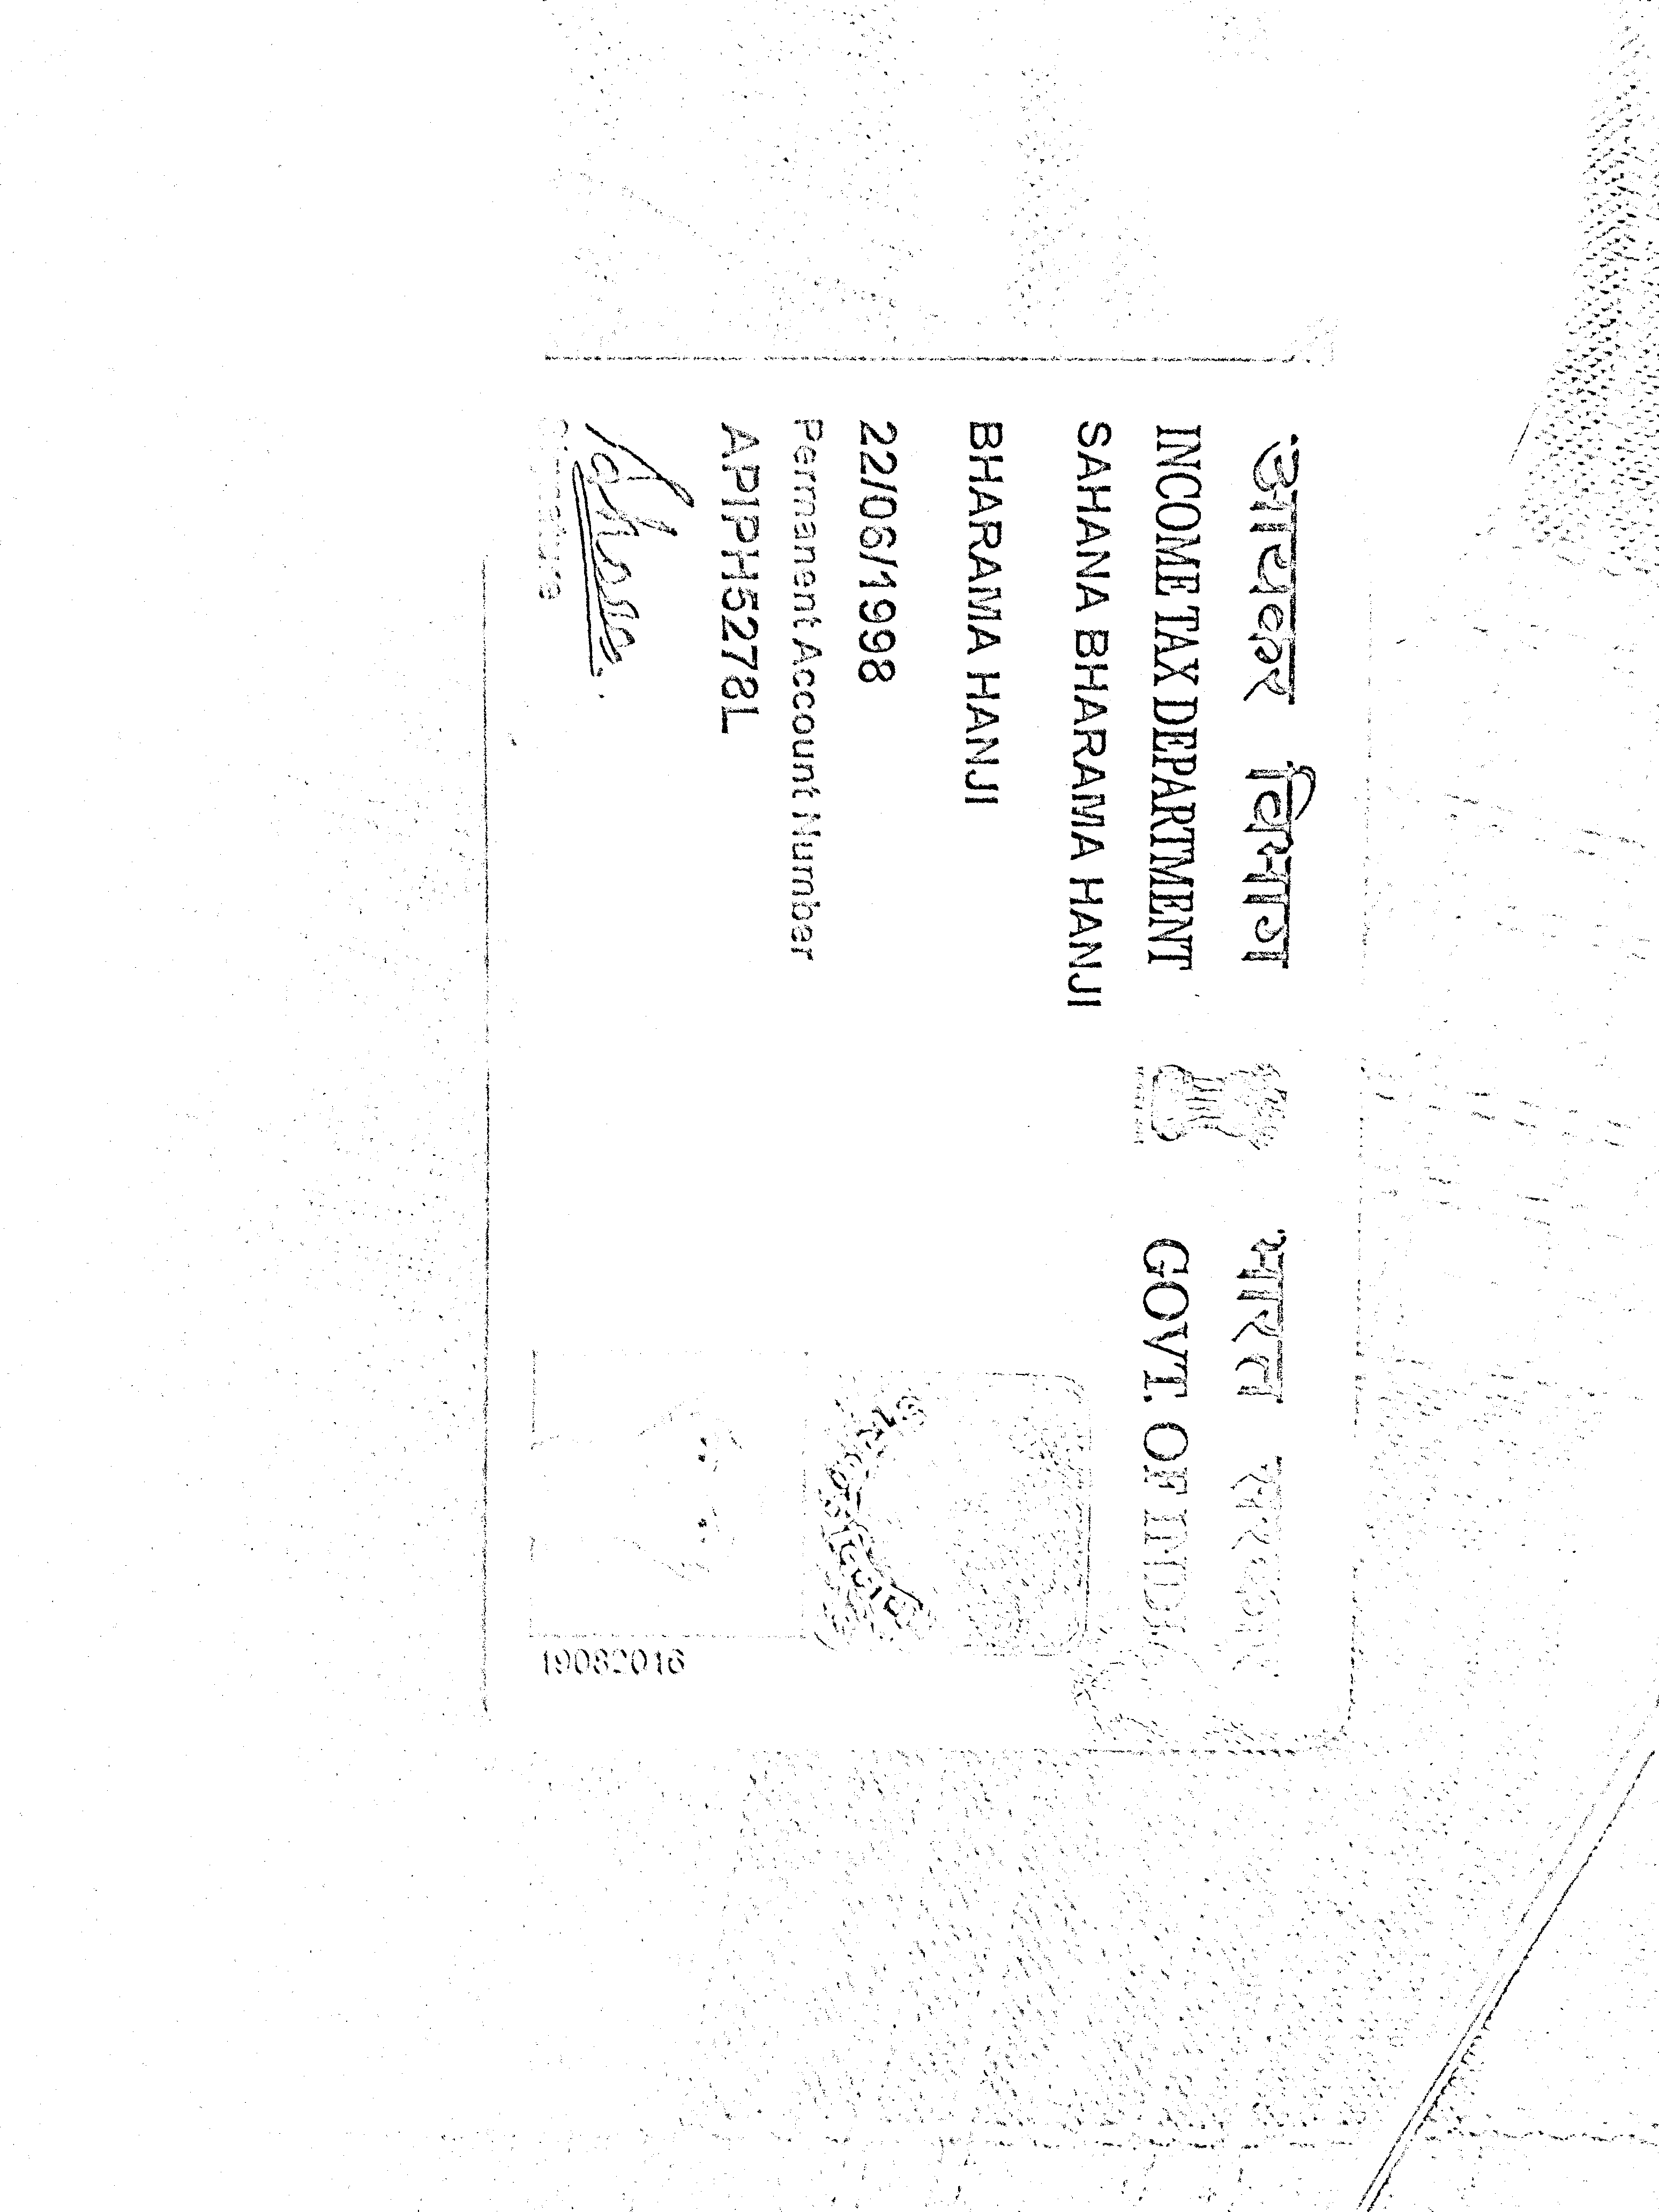 आयकर विभाग
INCOME TAX DEPARTMENT
भारत सरकार
GOVT. OF INDIA
SAHANA BHARAMA HANJI
BHARAMA HANJI
22/06/1998
Permanent Account Number
APIPH5278L
Signature
19082016